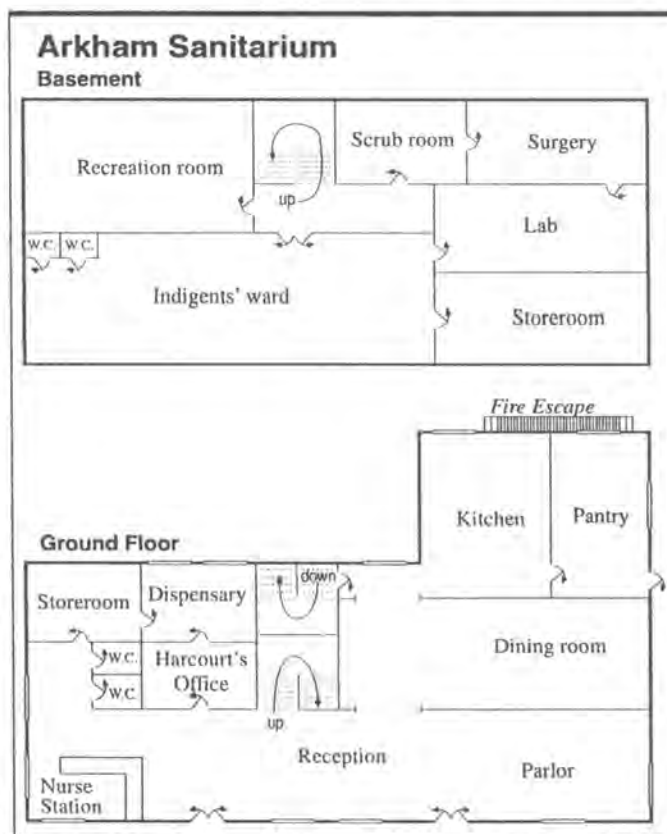 Arkham Sanitarium
Basement
Recreation room
up
Scrub room
Surgery
W.C.
W.C.
Lab
Indigents' ward
Storeroom
Fire Escape
Kitchen
Pantry
Ground Floor
Storeroom
Dispensary
down
W.C.
W.C.
Harcourt's
Office
Dining room
up
Reception
Parlor
Nurse
Station